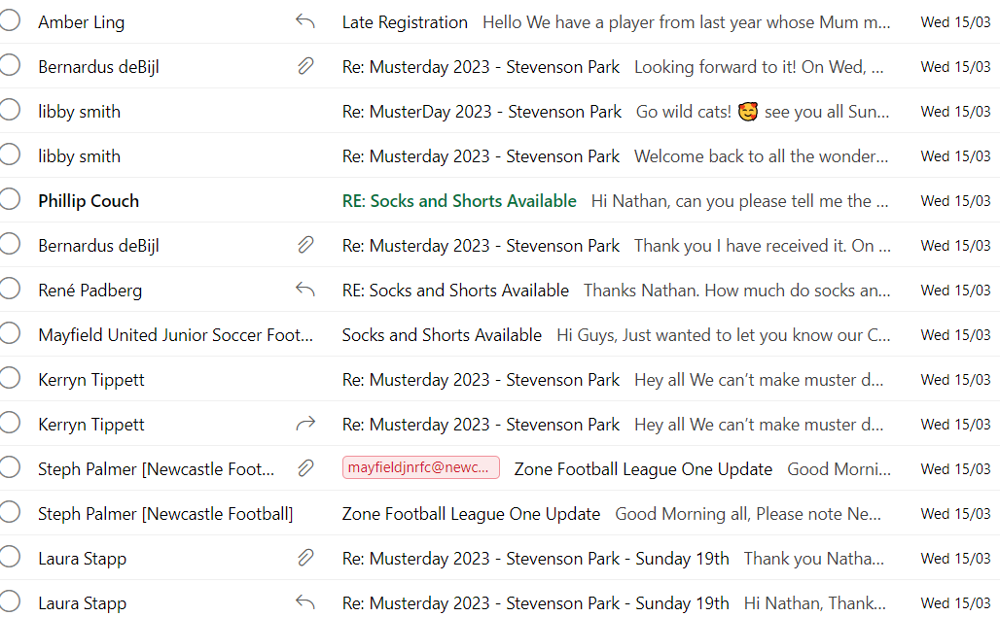 Amber Ling Late Registration Hello We have a player from last year whose Mum m... Wed 15/03
Bernardus deBijl Re: Musterday 2023 - Stevenson Park Looking forward to it! On Wed, ... Wed 15/03
libby smith Re: MusterDay 2023 - Stevenson Park Go wild cats! 🥰 see you all Sun... Wed 15/03
libby smith Re: Musterday 2023 - Stevenson Park Welcome back to all the wonder... Wed 15/03
Phillip Couch RE: Socks and Shorts Available Hi Nathan, can you please tell me the ... Wed 15/03
Bernardus deBijl Re: Musterday 2023 - Stevenson Park Thank you I have received it. On ... Wed 15/03
René Padberg RE: Socks and Shorts Available Thanks Nathan. How much do socks an... Wed 15/03
Mayfield United Junior Soccer Foot... Socks and Shorts Available Hi Guys, Just wanted to let you know our C... Wed 15/03
Kerryn Tippett Re: Musterday 2023 - Stevenson Park Hey all We can’t make muster d... Wed 15/03
Kerryn Tippett Re: Musterday 2023 - Stevenson Park Hey all We can’t make muster d... Wed 15/03
Steph Palmer [Newcastle Foot... mayfieldjnrfc@newc... Zone Football League One Update Good Morni... Wed 15/03
Steph Palmer [Newcastle Football] Zone Football League One Update Good Morning all, Please note Ne... Wed 15/03
Laura Stapp Re: Musterday 2023 - Stevenson Park - Sunday 19th Thank you Natha... Wed 15/03
Laura Stapp Re: Musterday 2023 - Stevenson Park - Sunday 19th Hi Nathan, Thank... Wed 15/03